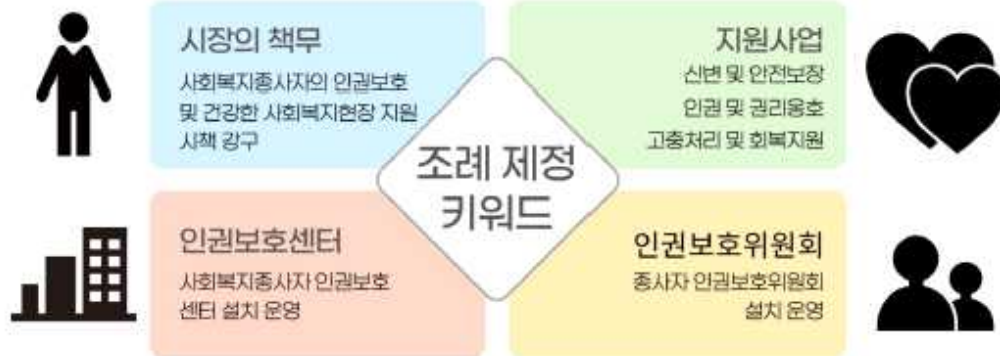 시장의 책무
사회복지종사자의 인권보호
및 건강한 사회복지현장 지원
시책 강구
지원사업
신변 및 안전보장
인권 및 권리옹호
고충처리 및 회복지원
조례 제정
키워드
인권보호센터
사회복지종사자 인권보호
센터 설치 운영
인권보호위원회
종사자 인권보호위원회
설치 운영